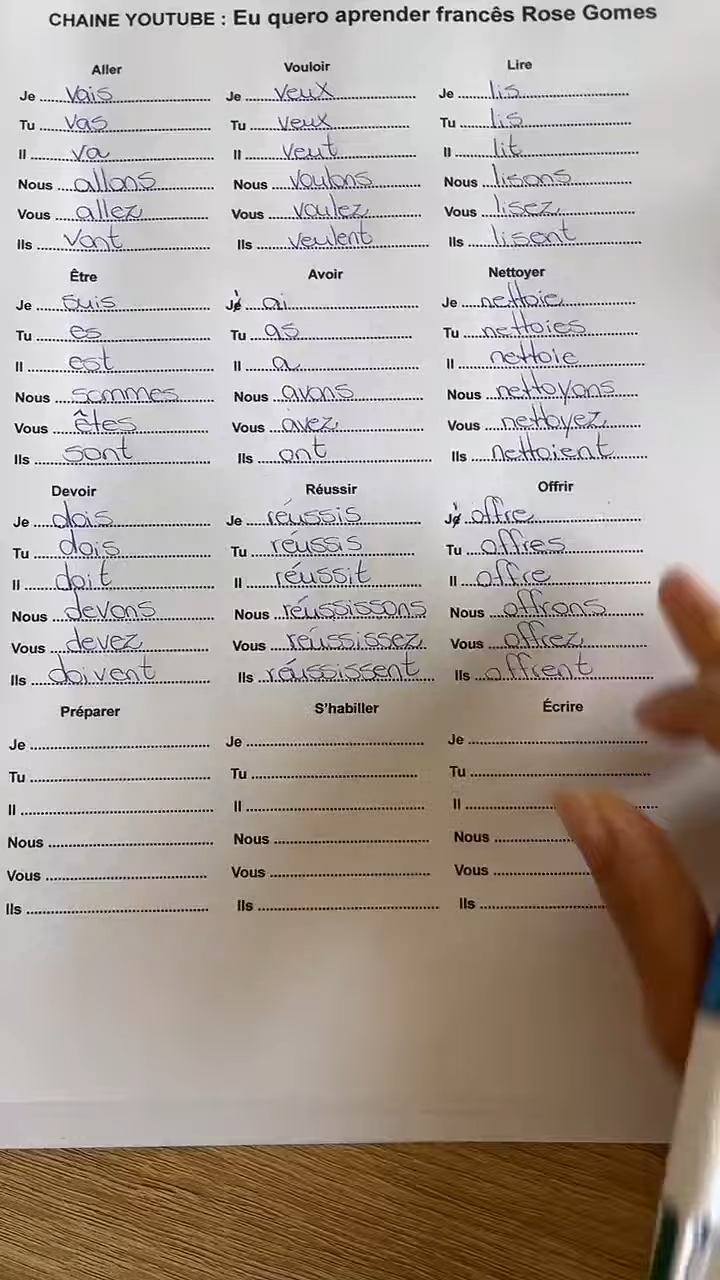 CHAINE YOUTUBE : Eu quero aprender francês Rose Gomes
Aller Vouloir Lire
Je vais Je veux Je lis
Tu vas Tu veux Tu lis
Il va Il veut Il lit
Nous allons Nous voulons Nous lisons
Vous allez Vous voulez Vous lisez
Ils vont Ils veulent Ils lisent
Être Avoir Nettoyer
Je suis J' ai Je nettoie
Tu es Tu as Tu nettoies
Il est Il a Il nettoie
Nous sommes Nous avons Nous nettoyons
Vous êtes Vous avez Vous nettoyez
Ils sont Ils ont Ils nettoient
Devoir Réussir Offrir
Je dois Je réussis J' offre
Tu dois Tu réussis Tu offres
Il doit Il réussit Il offre
Nous devons Nous réussissons Nous offrons
Vous devez Vous réussissez Vous offrez
Ils doivent Ils réussissent Ils offrent
Préparer S'habiller Écrire
Je Je Je
Tu Tu Tu
Il Il Il
Nous Nous Nous
Vous Vous Vous
Ils Ils Ils